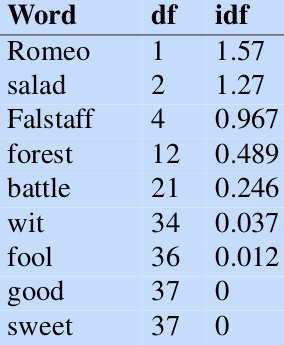 Word df idf
Romeo 1 1.57
salad 2 1.27
Falstaff 4 0.967
forest 12 0.489
battle 21 0.246
wit 34 0.037
fool 36 0.012
good 37 0
sweet 37 0